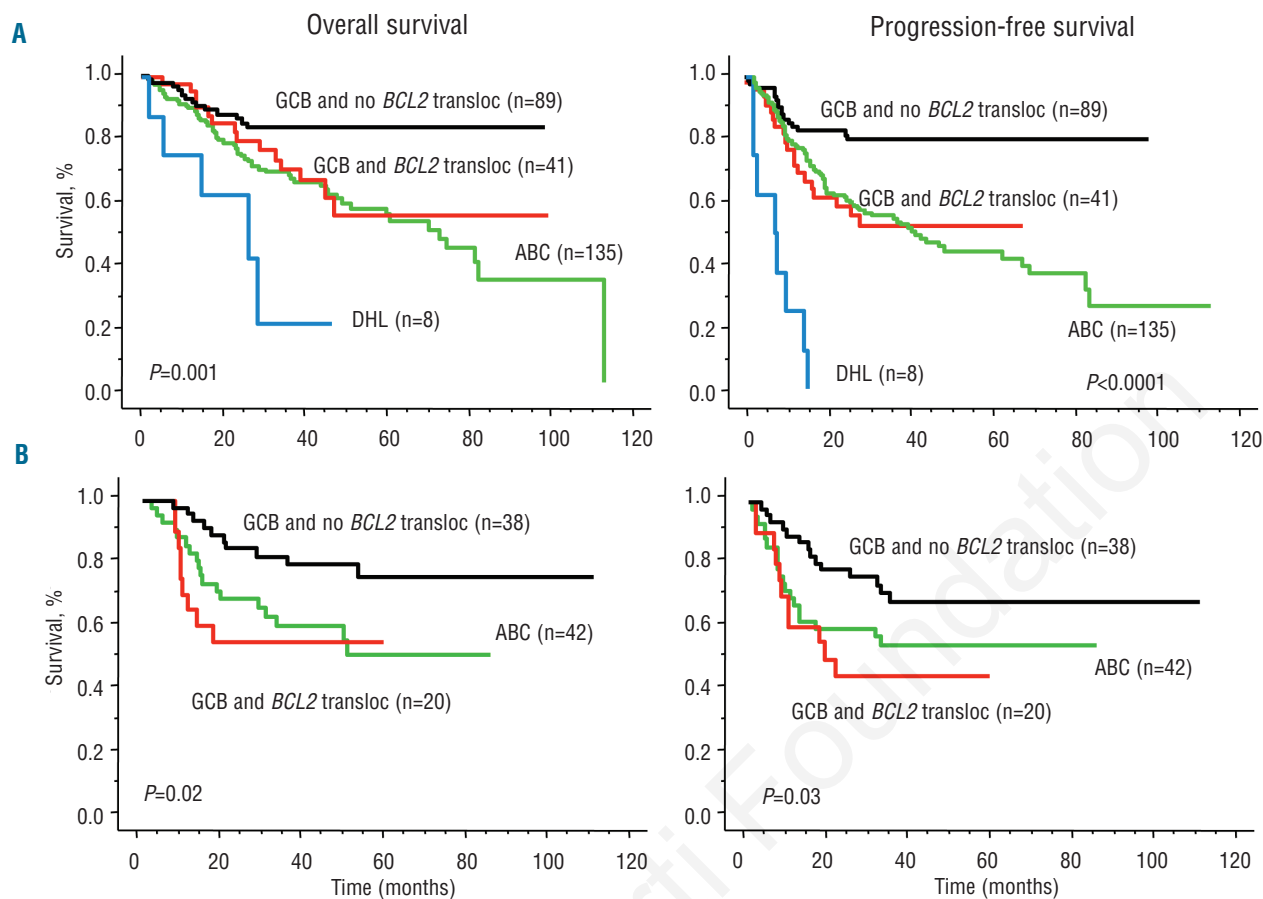 A
Overall survival
Progression-free survival
Survival, %
1.0
0.8
0.6
0.4
0.2
0.0
GCB and no BCL2 transloc (n=89)
GCB and BCL2 transloc (n=41)
ABC (n=135)
DHL (n=8)
P=0.001
0 20 40 60 80 100 120
1.0
0.8
0.6
0.4
0.2
0.0
GCB and no BCL2 transloc (n=89)
GCB and BCL2 transloc (n=41)
ABC (n=135)
DHL (n=8)
P<0.0001
0 20 40 60 80 100 120
B
Survival, %
1.0
0.8
0.6
0.4
0.2
0.0
GCB and no BCL2 transloc (n=38)
ABC (n=42)
GCB and BCL2 transloc (n=20)
P=0.02
0 20 40 60 80 100 120
Time (months)
1.0
0.8
0.6
0.4
0.2
0.0
GCB and no BCL2 transloc (n=38)
ABC (n=42)
GCB and BCL2 transloc (n=20)
P=0.03
0 20 40 60 80 100 120
Time (months)
Foundation